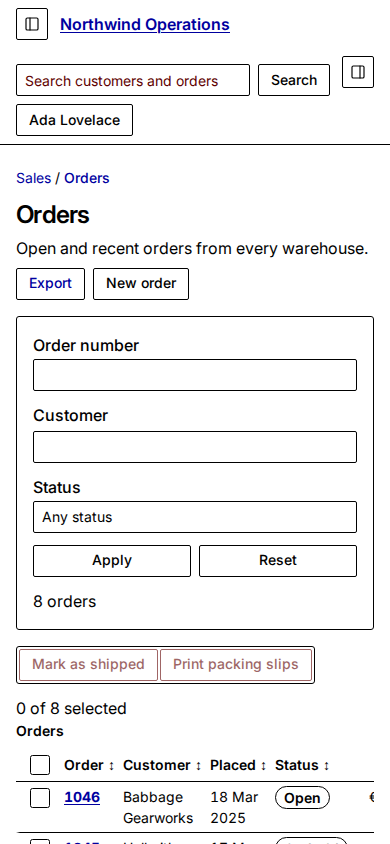 Northwind Operations
Search customers and orders
Search
Ada Lovelace
Sales / Orders
Orders
Open and recent orders from every warehouse.
Export
New order
Order number
Customer
Status
Any status
Apply
Reset
8 orders
Mark as shipped
Print packing slips
0 of 8 selected
Orders
Order ↕ Customer ↕ Placed ↕ Status ↕
1046 Babbage 18 Mar Open €
Gearworks 2025